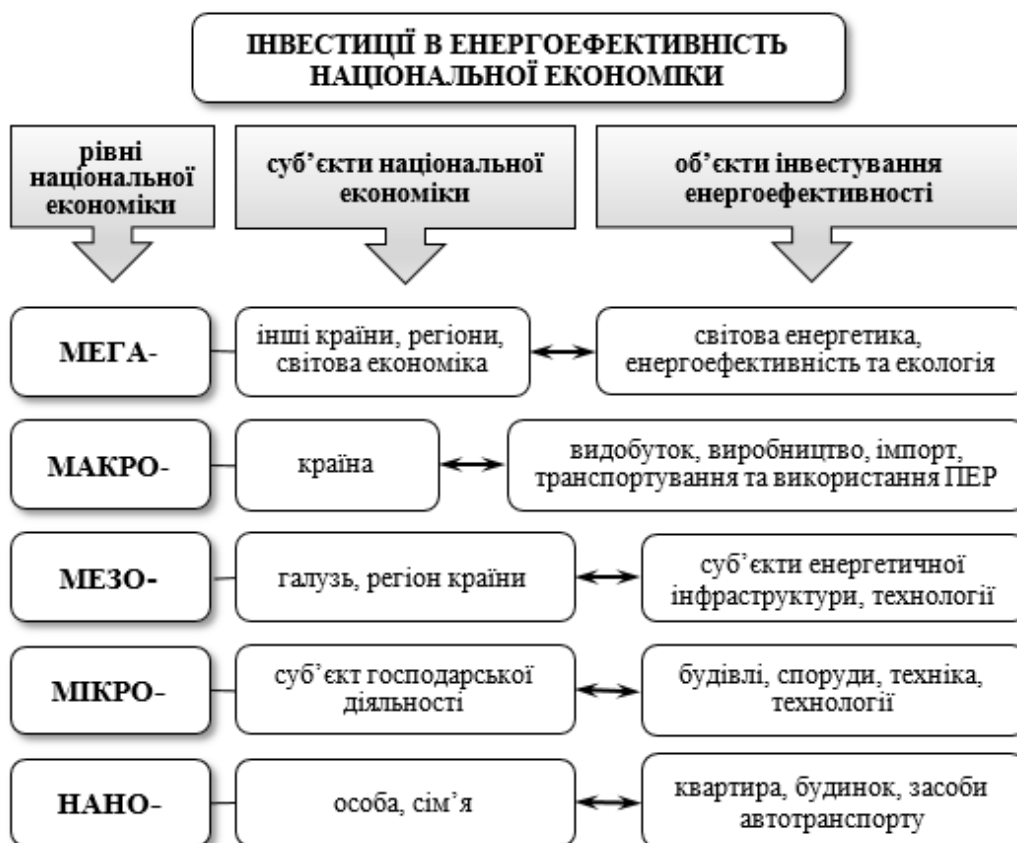 ІНВЕСТИЦІЇ В ЕНЕРГОЕФЕКТИВНІСТЬ
НАЦІОНАЛЬНОЇ ЕКОНОМІКИ
рівні
національної
економіки
суб’єкти національної
економіки
об’єкти інвестування
енергоефективності
МЕГА-
інші країни, регіони,
світова економіка
світова енергетика,
енергоефективність та екологія
МАКРО-
країна
видобуток, виробництво, імпорт,
транспортування та використання ПЕР
МЕЗО-
галузь, регіон країни
суб’єкти енергетичної
інфраструктури, технології
МІКРО-
суб’єкт господарської
діяльності
будівлі, споруди, техніка,
технології
НАНО-
особа, сім’я
квартира, будинок, засоби
автотранспорту